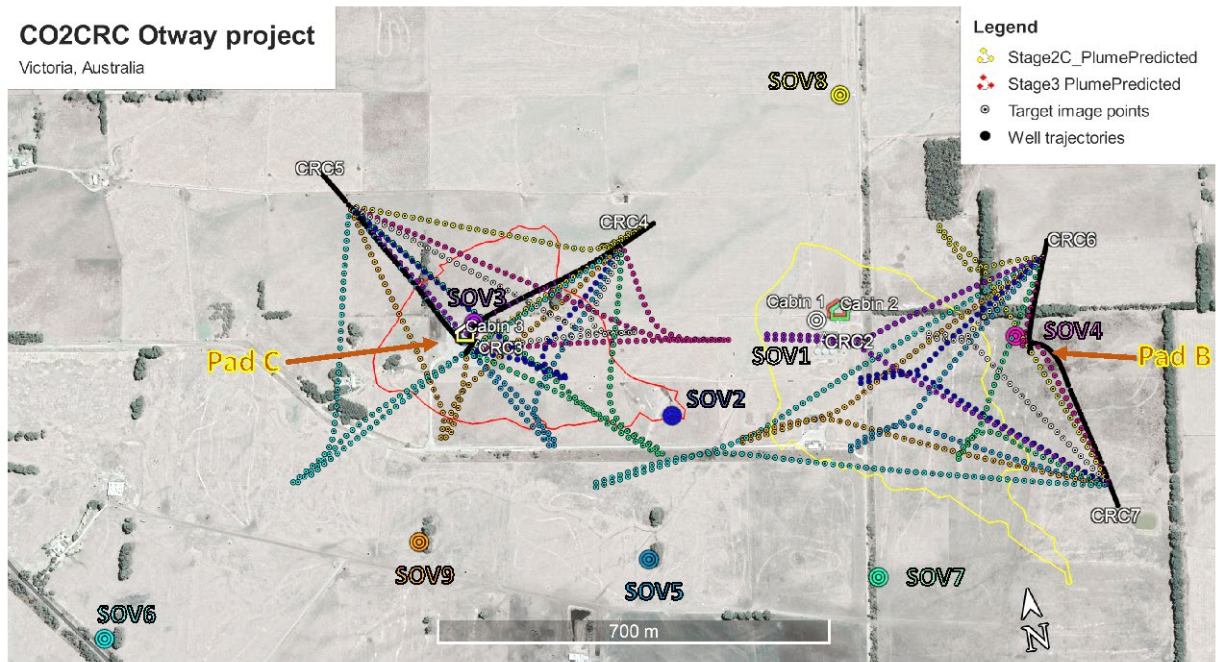 CO2CRC Otway project
Victoria, Australia
Legend
Stage2C_PlumePredicted
Stage3 PlumePredicted
Target image points
Well trajectories
SOV8
CRC5
CRC4
CRC6
SOV3
Cabin 1
Cabin 2
Cabin 3
CRC3
SOV1
CRC2
SOV4
Pad C
Pad B
SOV2
CRC7
SOV9
SOV5
SOV7
SOV6
700 m
N